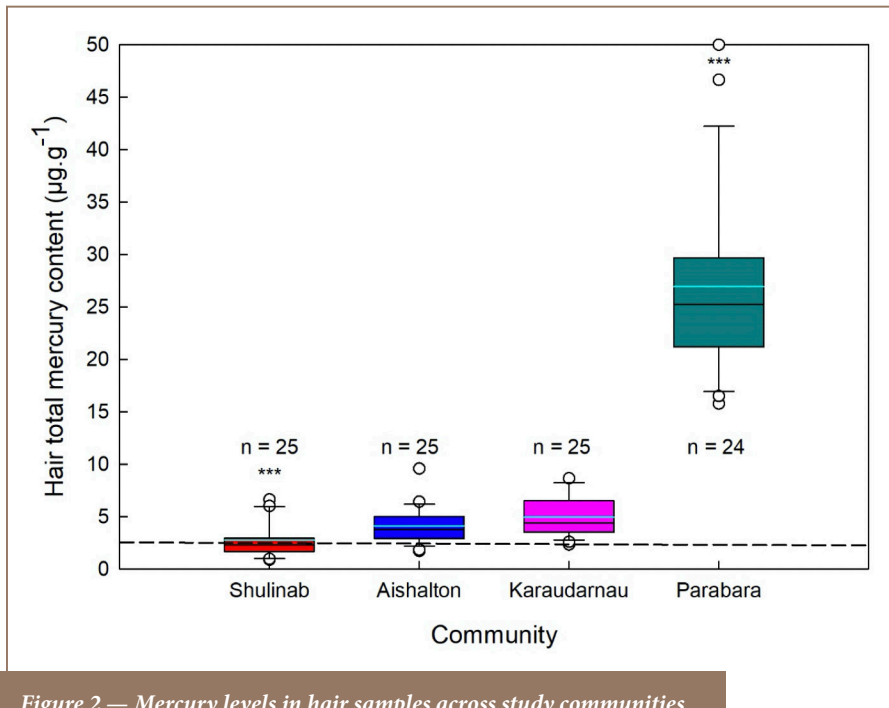 50
45
40
35
30
25
20
15
10
5
0
Hair total mercury content (µg.g⁻¹)
***
n = 25
n = 25
n = 25
n = 24
***
Shulinab
Aishalton
Karaudarnau
Parabara
Community
Figure 2 — Mercury levels in hair samples across study communities